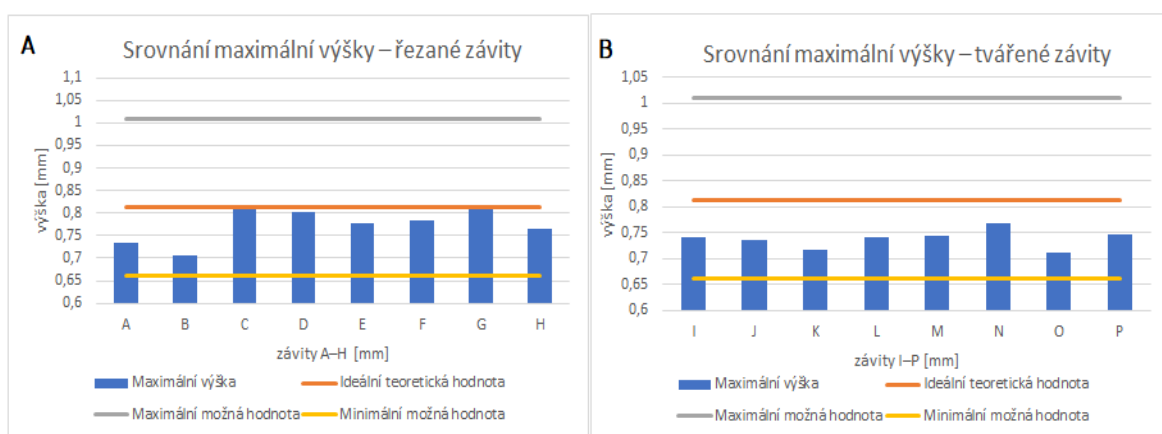 A
Srovnání maximální výšky – řezané závity
výška [mm]
1,1
1,05
1
0,95
0,9
0,85
0,8
0,75
0,7
0,65
0,6
A B C D E F G H
závity A–H [mm]
Maximální výška
Ideální teoretická hodnota
Maximální možná hodnota
Minimální možná hodnota
B
Srovnání maximální výšky – tvářené závity
výška [mm]
1,05
1
0,95
0,9
0,85
0,8
0,75
0,7
0,65
0,6
I J K L M N O P
závity I–P [mm]
Maximální výška
Ideální teoretická hodnota
Maximální možná hodnota
Minimální možná hodnota